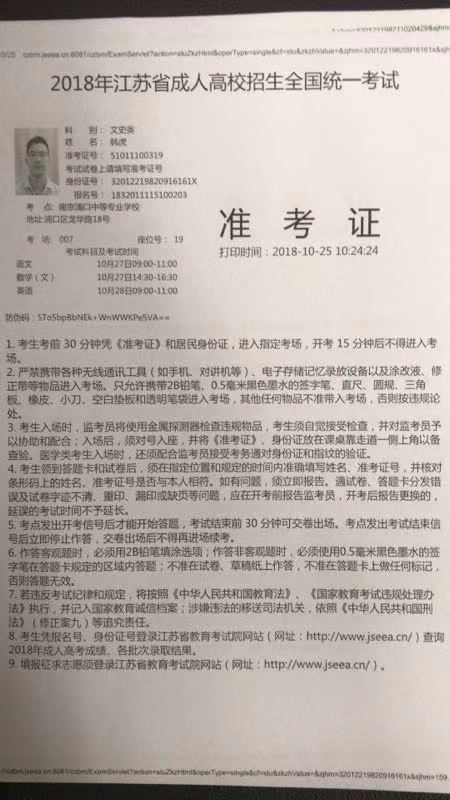 czbm.jseea.cn:8081/czbm/ExamServlet?action=stuZkzHtml&operType=single&cf=stu&zkzhValue=&zjhm=32012219820916161x&sjhm
2018年江苏省成人高校招生全国统一考试
科 别： 文史类
姓 名： 韩虎
准考证号： 51011100319
考试试卷上请填写准考证号
身份证号： 32012219820916161X
报名号： 1832011115100203
考 点：南京浦口中等专业学校
地址:浦口区龙华路18号
准 考 证
考 场：007 座位号：19
打印时间：2018-10-25 10:24:24
考试科目及考试时间
语文 10月27日09:00-11:00
数学（文） 10月27日14:30-16:30
英语 10月28日09:00-11:00
防伪码：5To5bpBbNEk+WnWWKPe5VA==
1. 考生考前 30 分钟凭《准考证》和居民身份证，进入指定考场，开考 15 分钟后不得进入考
场。
2. 严禁携带各种无线通讯工具（如手机、对讲机等）、电子存储记忆录放设备以及涂改液、修
正带等物品进入考场。只允许携带2B铅笔、0.5毫米黑色墨水的签字笔、直尺、圆规、三角
板、橡皮、小刀、空白垫板和透明笔袋进入考场，其他任何物品不准带入考场，否则按违规论
处。
3. 考生入场时，监考员将使用金属探测器检查违规物品，考生须自觉接受检查，并对监考员予
以协助和配合；入场后，须对号入座，并将《准考证》、身份证放在课桌靠走道一侧上角以备
查验。医学类考生入场时，还须配合监考员接受考务通对身份证和指纹的验证。
4. 考生领到答题卡和试卷后，须在指定位置和规定的时间内准确填写姓名、准考证号，并核对
条形码上的姓名、准考证号是否与本人相符。如有问题，须立即报告。遇试卷、答题卡分发错
误及试卷字迹不清、重印、漏印或缺页等问题，应在开考前报告监考员，开考后报告更换的，
延误的考试时间不予延长。
5. 考点发出开考信号后才能开始答题，考试结束前 30 分钟可交卷出场。考点发出考试结束信
号后立即停止作答，交卷出场后不得再进场续考。
6. 作答客观题时，必须用2B铅笔填涂选项；作答非客观题时，必须使用0.5毫米黑色墨水的签
字笔在答题卡规定的区域内答题；不准在试卷、草稿纸上作答，不准在答题卡上做任何标记，
否则答题无效。
7. 若违反考试纪律和规定，将按照《中华人民共和国教育法》、《国家教育考试违规处理办
法》执行，并记入国家教育诚信档案；涉嫌违法的移送司法机关，依照《中华人民共和国刑
法》（修正案九）等追究责任。
8. 考生凭报名号、身份证号登录江苏省教育考试院网站（网址：http://www.jseea.cn/）查询
2018年成人高考成绩、各批次录取结果。
9. 填报征求志愿须登录江苏省教育考试院网站（网址：http://www.jseea.cn/）。
czbm.jseea.cn:8081/czbm/ExamServlet?action=stuZkzHtml&operType=single&cf=stu&zkzhValue=&zjhm=32012219820916161x&sjhm=159